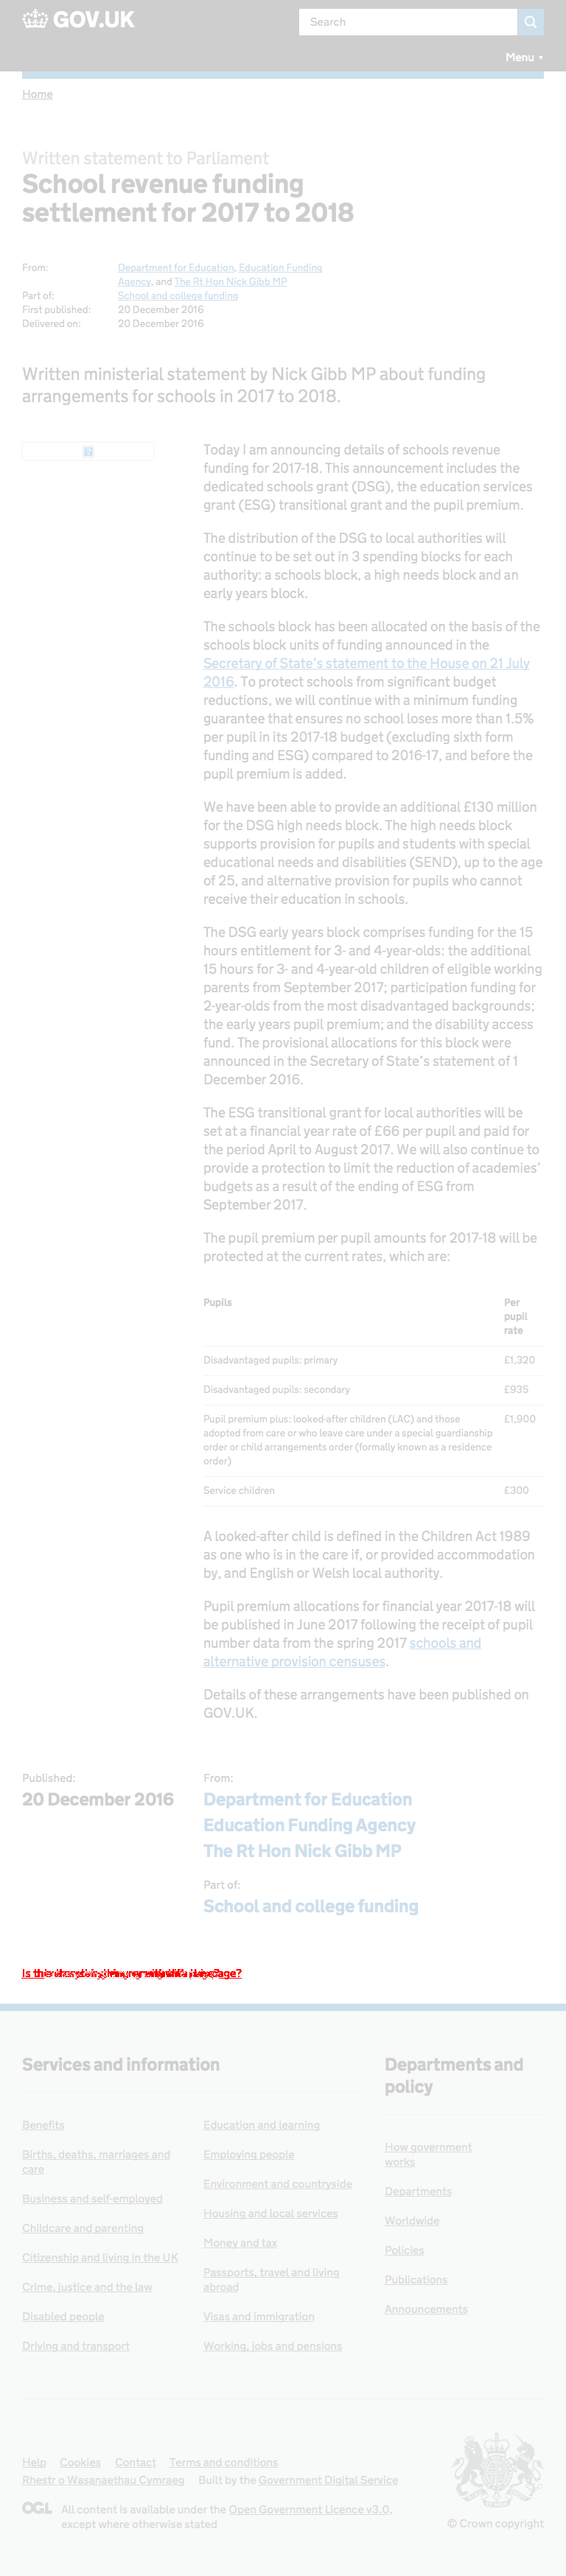 GOV.UK
Search
Menu ▼
Home
Written statement to Parliament
School revenue funding
settlement for 2017 to 2018
From: Department for Education, Education Funding
Agency, and The Rt Hon Nick Gibb MP
Part of: School and college funding
First published: 20 December 2016
Delivered on: 20 December 2016
Written ministerial statement by Nick Gibb MP about funding
arrangements for schools in 2017 to 2018.
Today I am announcing details of schools revenue
funding for 2017-18. This announcement includes the
dedicated schools grant (DSG), the education services
grant (ESG) transitional grant and the pupil premium.
The distribution of the DSG to local authorities will
continue to be set out in 3 spending blocks for each
authority: a schools block, a high needs block and an
early years block.
The schools block has been allocated on the basis of the
schools block units of funding announced in the
Secretary of State's statement to the House on 21 July
2016. To protect schools from significant budget
reductions, we will continue with a minimum funding
guarantee that ensures no school loses more than 1.5%
per pupil in its 2017-18 budget (excluding sixth form
funding and ESG) compared to 2016-17, and before the
pupil premium is added.
We have been able to provide an additional £130 million
for the DSG high needs block. The high needs block
supports provision for pupils and students with special
educational needs and disabilities (SEND), up to the age
of 25, and alternative provision for pupils who cannot
receive their education in schools.
The DSG early years block comprises funding for the 15
hours entitlement for 3- and 4-year-olds: the additional
15 hours for 3- and 4-year-old children of eligible working
parents from September 2017; participation funding for
2-year-olds from the most disadvantaged backgrounds;
the early years pupil premium; and the disability access
fund. The provisional allocations for this block were
announced in the Secretary of State's statement of 1
December 2016.
The ESG transitional grant for local authorities will be
set at a financial year rate of £66 per pupil and paid for
the period April to August 2017. We will also continue to
provide a protection to limit the reduction of academies'
budgets as a result of the ending of ESG from
September 2017.
The pupil premium per pupil amounts for 2017-18 will be
protected at the current rates, which are:
Pupils Per
pupil
rate
Disadvantaged pupils: primary £1,320
Disadvantaged pupils: secondary £935
Pupil premium plus: looked-after children (LAC) and those £1,900
adopted from care or who leave care under a special guardianship
order or child arrangements order (formally known as a residence
order)
Service children £300
A looked-after child is defined in the Children Act 1989
as one who is in the care if, or provided accommodation
by, and English or Welsh local authority.
Pupil premium allocations for financial year 2017-18 will
be published in June 2017 following the receipt of pupil
number data from the spring 2017 schools and
alternative provision censuses.
Details of these arrangements have been published on
GOV.UK.
Published: From:
20 December 2016 Department for Education
Education Funding Agency
The Rt Hon Nick Gibb MP
Part of:
School and college funding
Services and information
Departments and
policy
Benefits
Births, deaths, marriages and
care
Business and self-employed
Childcare and parenting
Citizenship and living in the UK
Crime, justice and the law
Disabled people
Driving and transport
Education and learning
Employing people
Environment and countryside
Housing and local services
Money and tax
Passports, travel and living
abroad
Visas and immigration
Working, jobs and pensions
How government
works
Departments
Worldwide
Policies
Publications
Announcements
Help Cookies Contact Terms and conditions
Rhestr o Wasanaethau Cymraeg Built by the Government Digital Service
OGL All content is available under the Open Government Licence v3.0,
except where otherwise stated
© Crown copyright